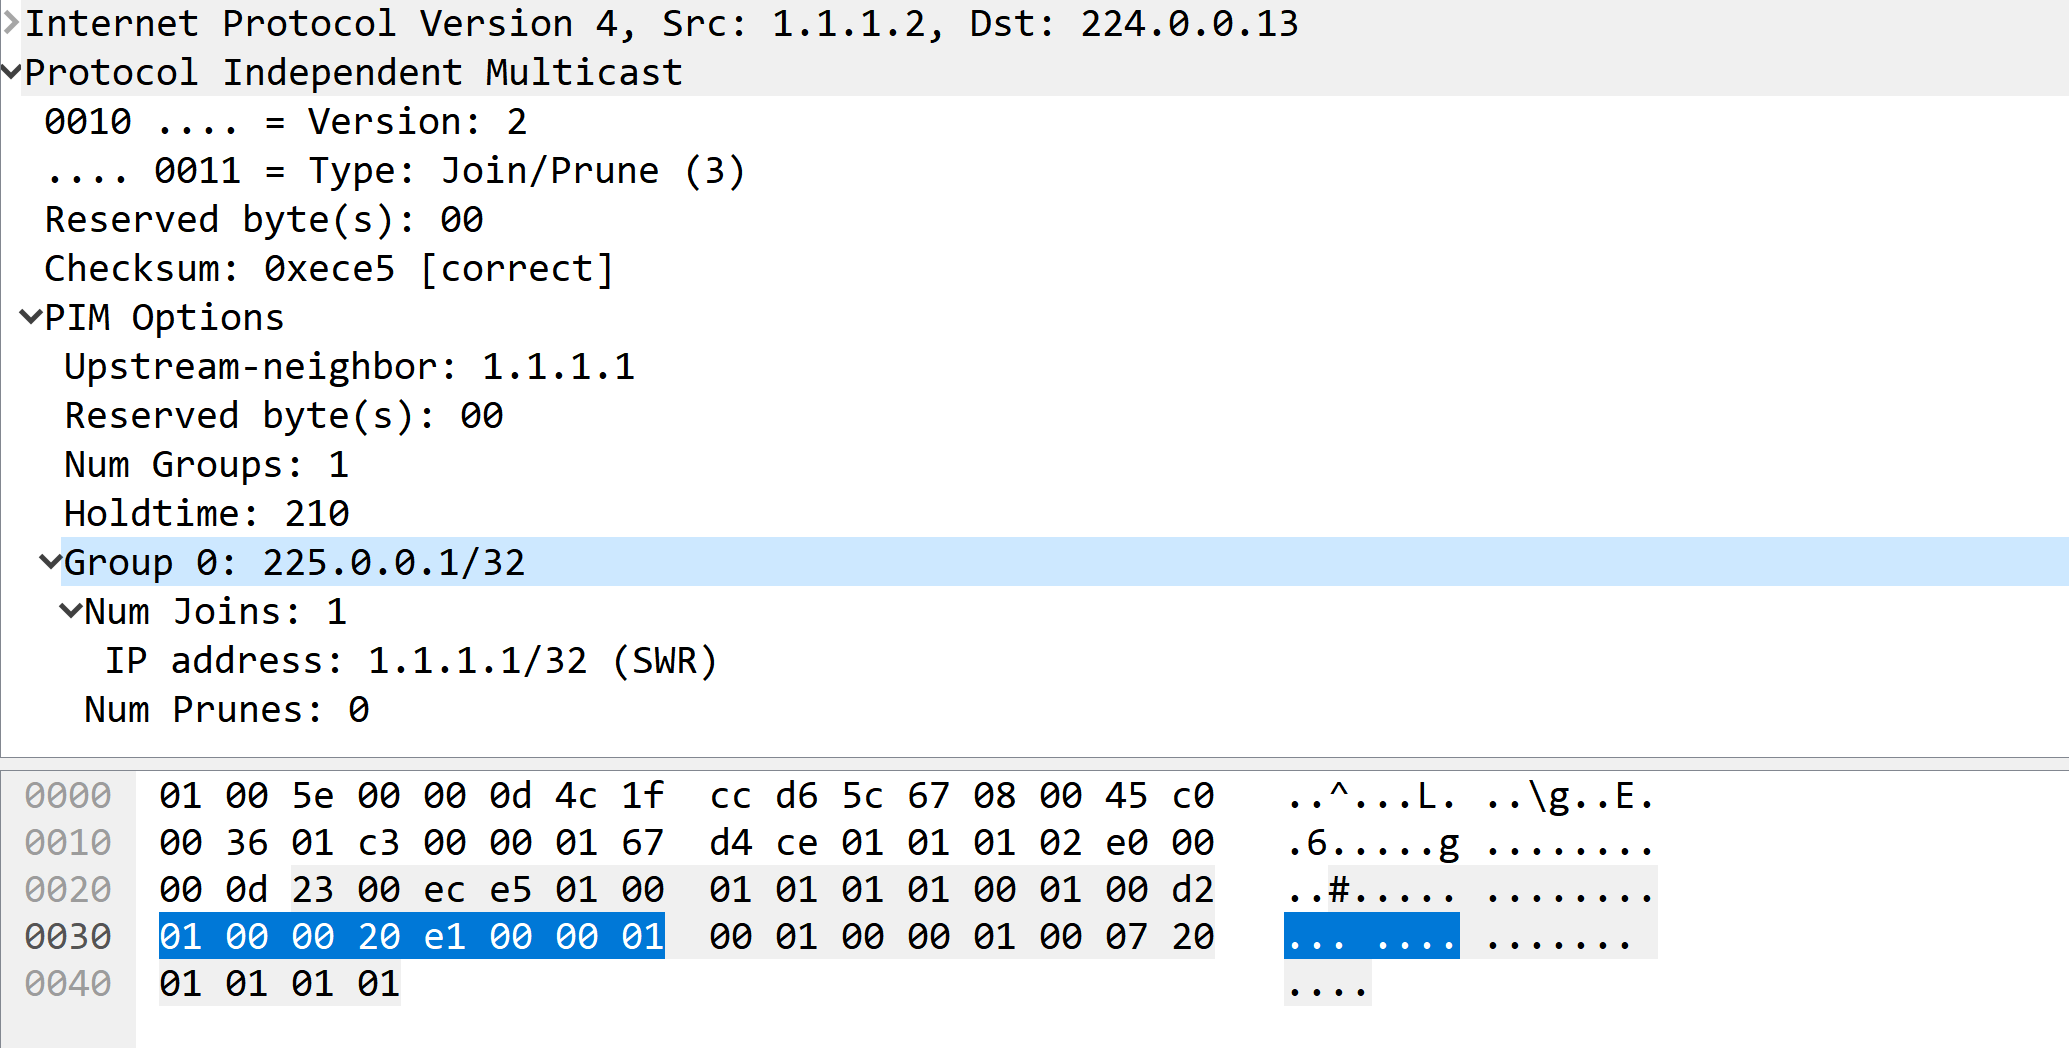 Internet Protocol Version 4, Src: 1.1.1.2, Dst: 224.0.0.13
Protocol Independent Multicast
0010 .... = Version: 2
.... 0011 = Type: Join/Prune (3)
Reserved byte(s): 00
Checksum: 0xece5 [correct]
PIM Options
Upstream-neighbor: 1.1.1.1
Reserved byte(s): 00
Num Groups: 1
Holdtime: 210
Group 0: 225.0.0.1/32
Num Joins: 1
IP address: 1.1.1.1/32 (SWR)
Num Prunes: 0
0000 01 00 5e 00 00 0d 4c 1f cc d6 5c 67 08 00 45 c0 ..^...L. ..\g..E.
0010 00 36 01 c3 00 00 01 67 d4 ce 01 01 01 02 e0 00 .6.....g ........
0020 00 0d 23 00 ec e5 01 00 01 01 01 01 00 01 00 d2 ..#..... ........
0030 01 00 00 20 e1 00 00 01 00 01 00 00 01 00 07 20 ... .... .......
0040 01 01 01 01 ....